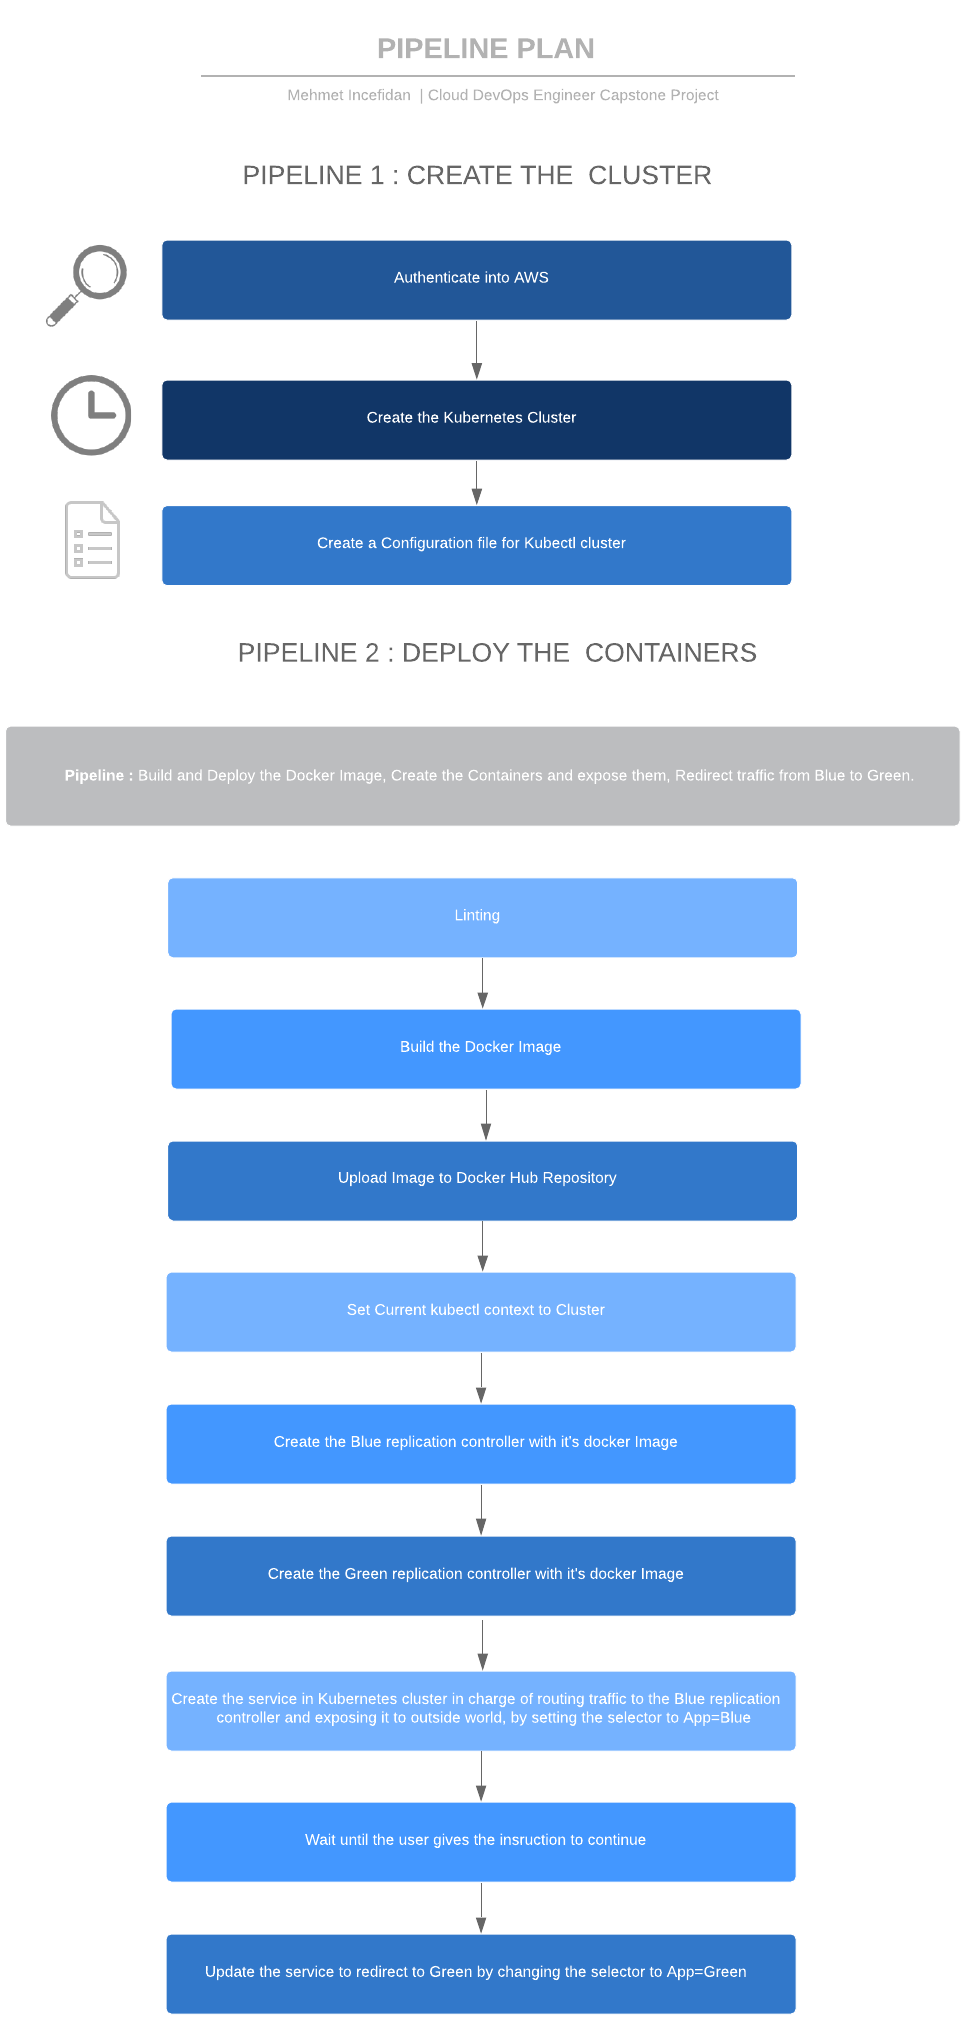 PIPELINE PLAN
Mehmet Incefidan  | Cloud DevOps Engineer Capstone Project
PIPELINE 1 : CREATE THE  CLUSTER
Authenticate into AWS
Create the Kubernetes Cluster
Create a Configuration file for Kubectl cluster
PIPELINE 2 : DEPLOY THE  CONTAINERS
Pipeline : Build and Deploy the Docker Image, Create the Containers and expose them, Redirect traffic from Blue to Green.
Linting
Build the Docker Image
Upload Image to Docker Hub Repository
Set Current kubectl context to Cluster
Create the Blue replication controller with it's docker Image
Create the Green replication controller with it's docker Image
Create the service in Kubernetes cluster in charge of routing traffic to the Blue replication
controller and exposing it to outside world, by setting the selector to App=Blue
Wait until the user gives the insruction to continue
Update the service to redirect to Green by changing the selector to App=Green